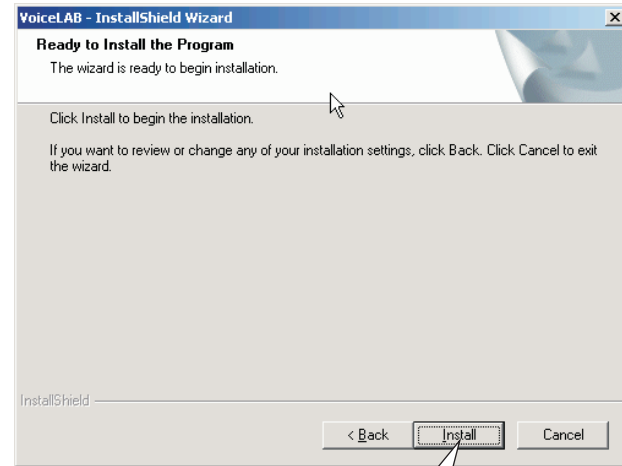 VoiceLAB - InstallShield Wizard
Ready to Install the Program
The wizard is ready to begin installation.
Click Install to begin the installation.
If you want to review or change any of your installation settings, click Back. Click Cancel to exit
the wizard.
InstallShield
< Back Install Cancel